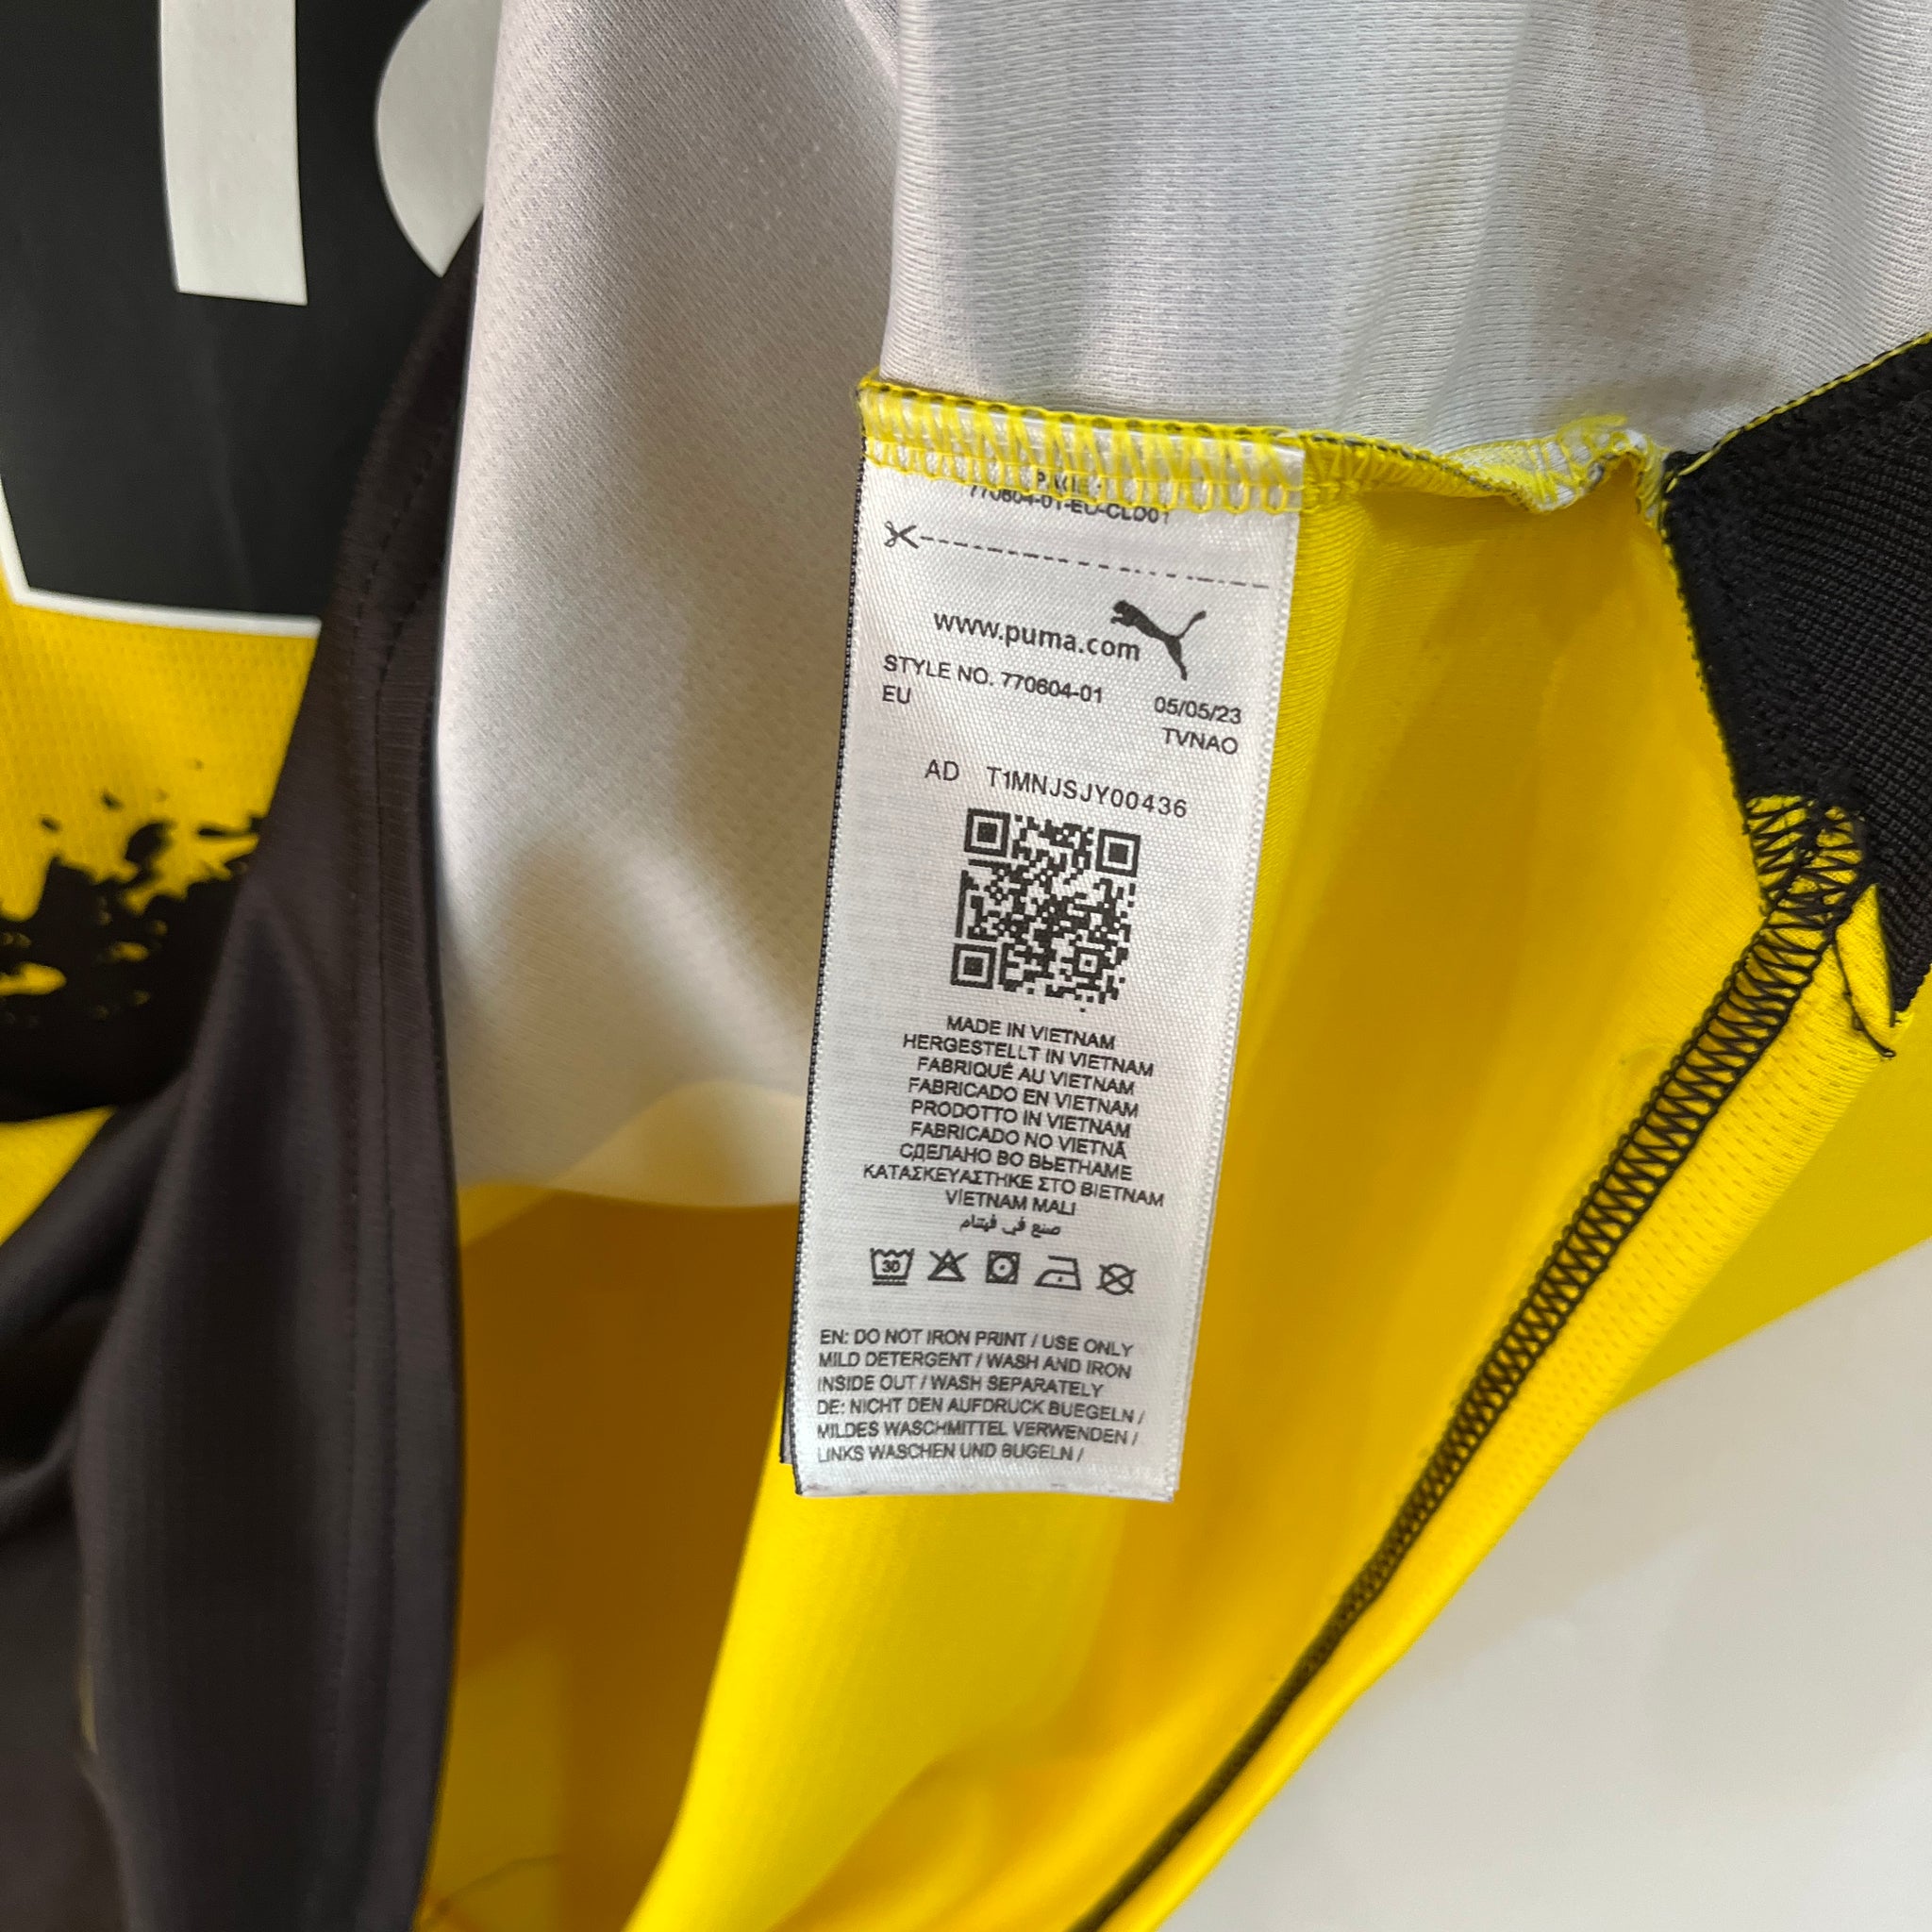 770604-01-EU-CLD01
www.puma.com
STYLE NO. 770604-01
EU
05/05/23
TVNAO
AD T1MNJSJY00436
MADE IN VIETNAM
HERGESTELLT IN VIETNAM
FABRIQUÉ AU VIETNAM
FABRICADO EN VIETNAM
PRODOTTO IN VIETNAM
FABRICADO NO VIETNÃ
СДЕЛАНО ВО ВЬЕТНАМЕ
ΚΑΤΑΣΚΕΥΑΣΤΗΚΕ ΣΤΟ ΒΙΕΤΝΑΜ
VİETNAM MALI
صنع في فيتنام
30
EN: DO NOT IRON PRINT / USE ONLY
MILD DETERGENT / WASH AND IRON
INSIDE OUT / WASH SEPARATELY
DE: NICHT DEN AUFDRUCK BUEGELN /
MILDES WASCHMITTEL VERWENDEN /
LINKS WASCHEN UND BUGELN /